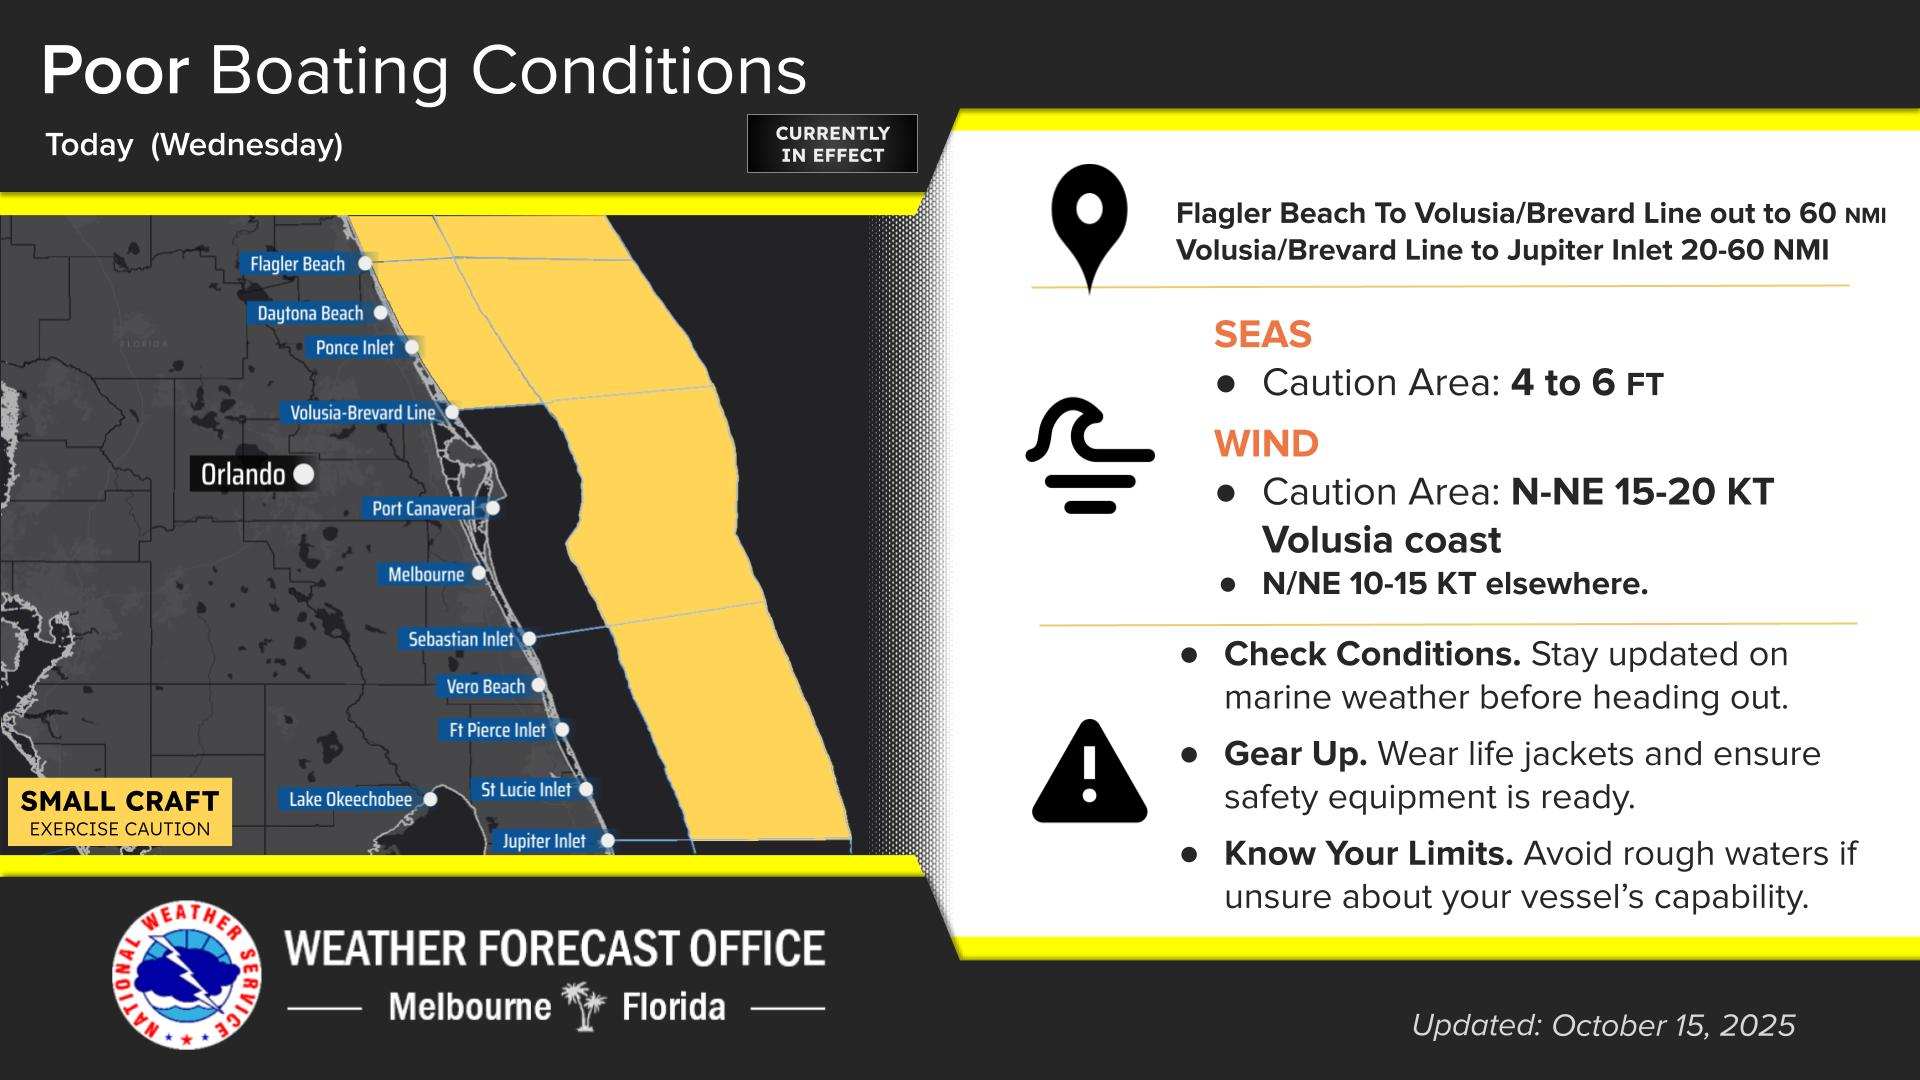 Poor Boating Conditions
Today (Wednesday)
CURRENTLY
IN EFFECT
Flagler Beach
Daytona Beach
FLORIDA
Ponce Inlet
Volusia-Brevard Line
Orlando
Port Canaveral
Melbourne
Sebastian Inlet
Vero Beach
Ft Pierce Inlet
St Lucie Inlet
Lake Okeechobee
Jupiter Inlet
SMALL CRAFT
EXERCISE CAUTION
Flagler Beach To Volusia/Brevard Line out to 60 NMI
Volusia/Brevard Line to Jupiter Inlet 20-60 NMI
SEAS
● Caution Area: 4 to 6 FT
WIND
● Caution Area: N-NE 15-20 KT
Volusia coast
● N/NE 10-15 KT elsewhere.
● Check Conditions. Stay updated on
marine weather before heading out.
● Gear Up. Wear life jackets and ensure
safety equipment is ready.
● Know Your Limits. Avoid rough waters if
unsure about your vessel’s capability.
NATIONAL WEATHER SERVICE
WEATHER FORECAST OFFICE
Melbourne Florida
Updated: October 15, 2025